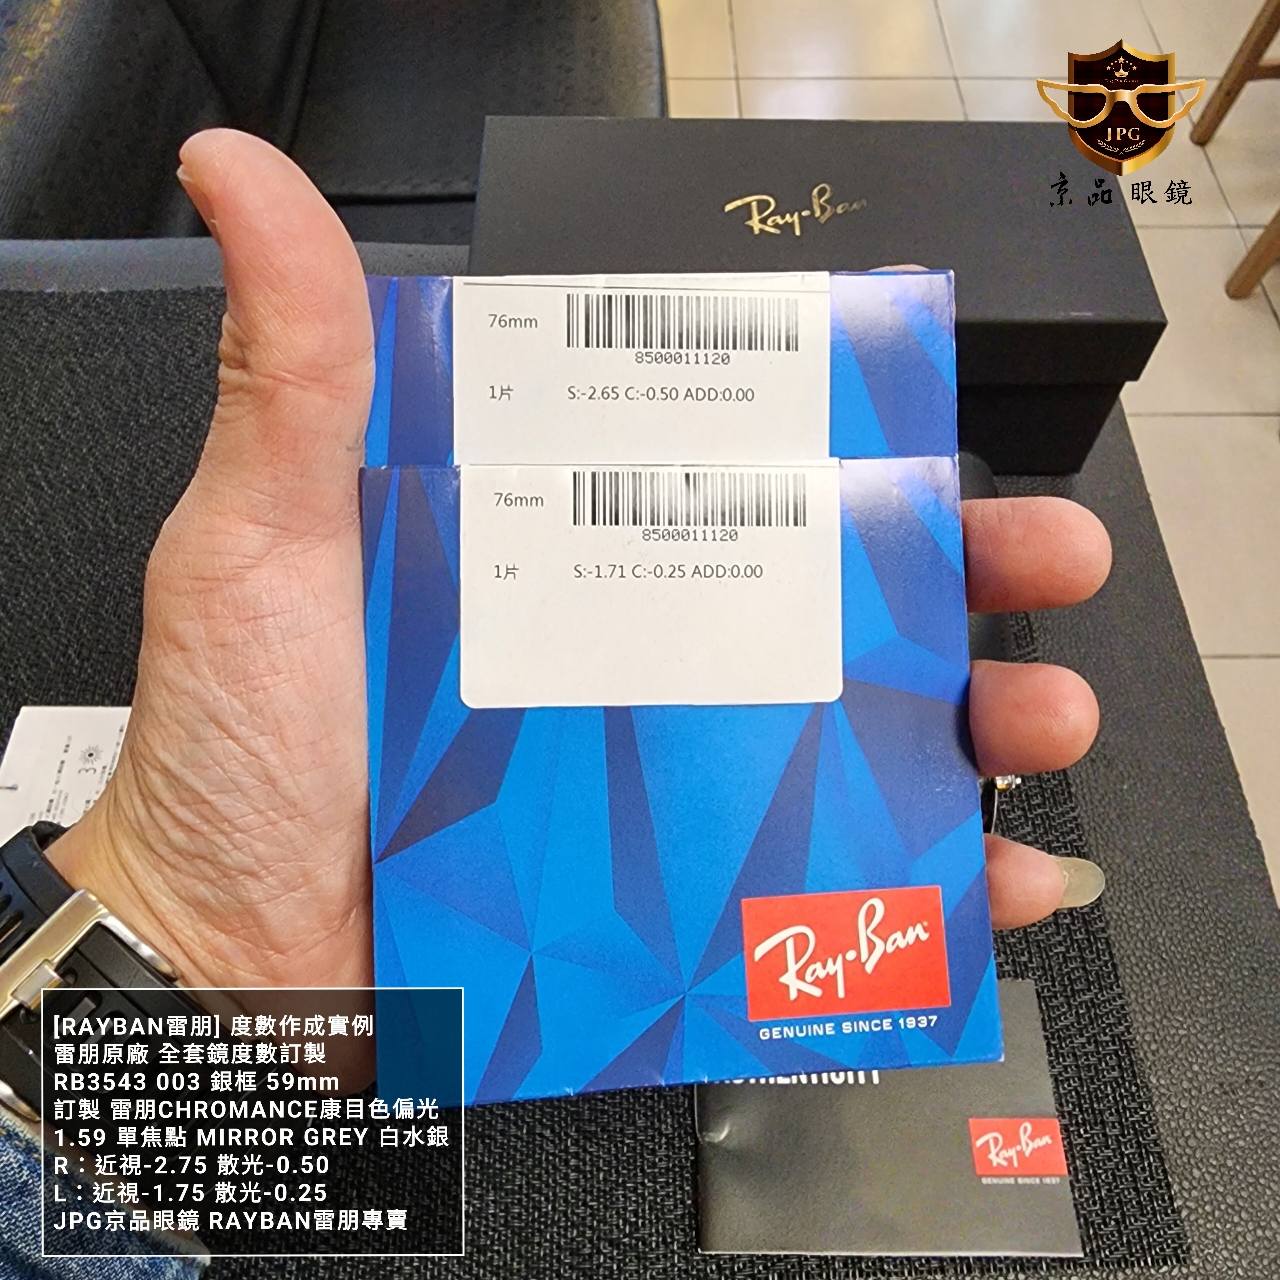 JPG
京品眼鏡
Ray-Ban
76mm
8500011120
1片 S:-2.65 C:-0.50 ADD:0.00
76mm
8500011120
1片 S:-1.71 C:-0.25 ADD:0.00
Ray-Ban
GENUINE SINCE 1937
Ray-Ban
GENUINE SINCE 1937
[RAYBAN雷朋] 度數作成實例
雷朋原廠 全套鏡度數訂製
RB3543 003 銀框 59mm
訂製 雷朋CHROMANCE康目色偏光
1.59 單焦點 MIRROR GREY 白水銀
R：近視-2.75 散光-0.50
L：近視-1.75 散光-0.25
JPG京品眼鏡 RAYBAN雷朋專賣